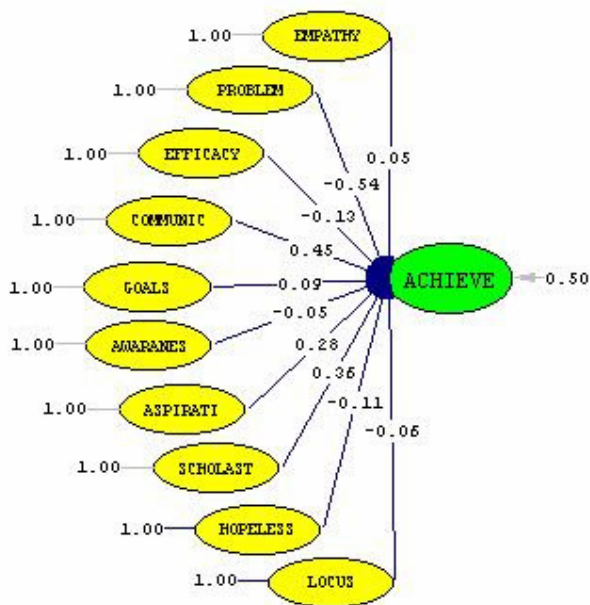 1.00 EMPATHY
1.00 PROBLEM
1.00 EFFICACY
0.05
-0.54
1.00 COMMUNIC
-0.13
0.45
1.00 GOALS
0.09
ACHIEVE
0.50
1.00 AWARANES
-0.05
0.28
1.00 ASPIRATI
0.36
-0.11
-0.06
1.00 SCHOLAST
1.00 HOPELESS
1.00 LOCUS